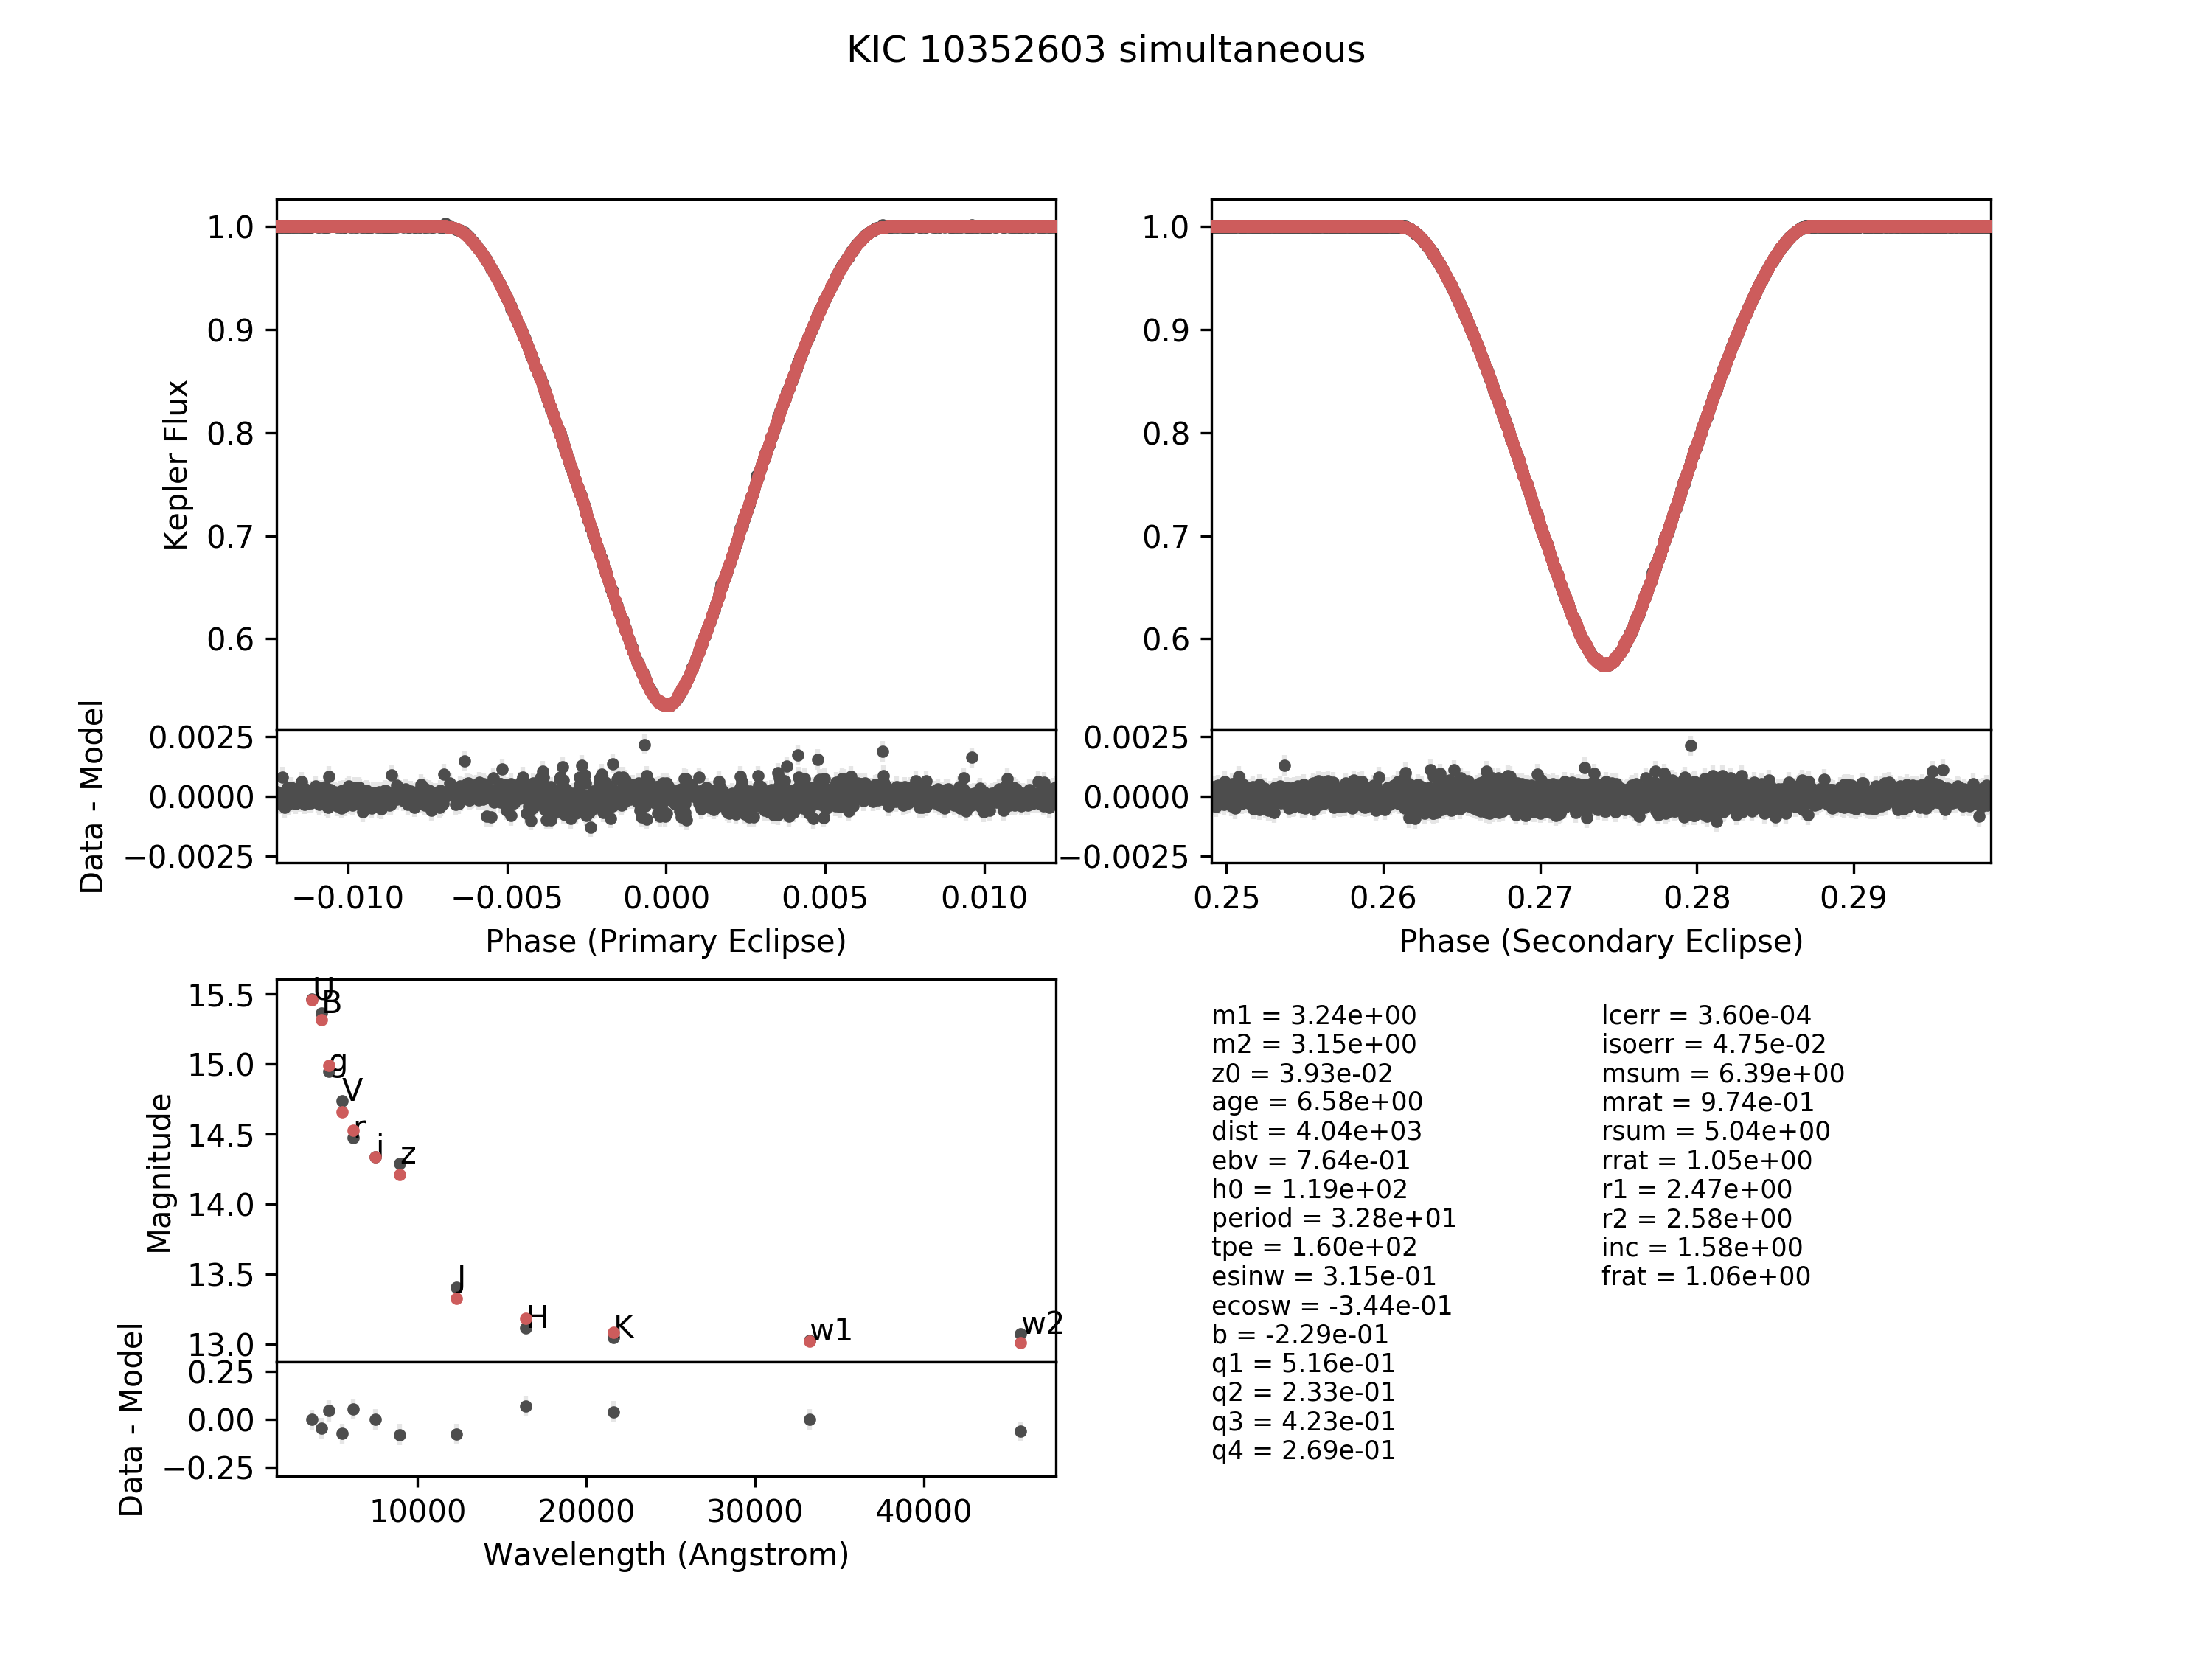 KIC 10352603 simultaneous
Kepler Flux
1.0
0.9
0.8
0.7
0.6
1.0
0.9
0.8
0.7
0.6
Data - Model
0.0025
0.0000
−0.0025
0.0025
0.0000
−0.0025
−0.010 −0.005 0.000 0.005 0.010
0.25 0.26 0.27 0.28 0.29
Phase (Primary Eclipse)
Phase (Secondary Eclipse)
Magnitude
15.5
15.0
14.5
14.0
13.5
13.0
U
B
g
V
r
i
z
J
H
K
w1
w2
Data - Model
0.25
0.00
−0.25
10000 20000 30000 40000
Wavelength (Angstrom)
m1 = 3.24e+00
m2 = 3.15e+00
z0 = 3.93e-02
age = 6.58e+00
dist = 4.04e+03
ebv = 7.64e-01
h0 = 1.19e+02
period = 3.28e+01
tpe = 1.60e+02
esinw = 3.15e-01
ecosw = -3.44e-01
b = -2.29e-01
q1 = 5.16e-01
q2 = 2.33e-01
q3 = 4.23e-01
q4 = 2.69e-01
lcerr = 3.60e-04
isoerr = 4.75e-02
msum = 6.39e+00
mrat = 9.74e-01
rsum = 5.04e+00
rrat = 1.05e+00
r1 = 2.47e+00
r2 = 2.58e+00
inc = 1.58e+00
frat = 1.06e+00